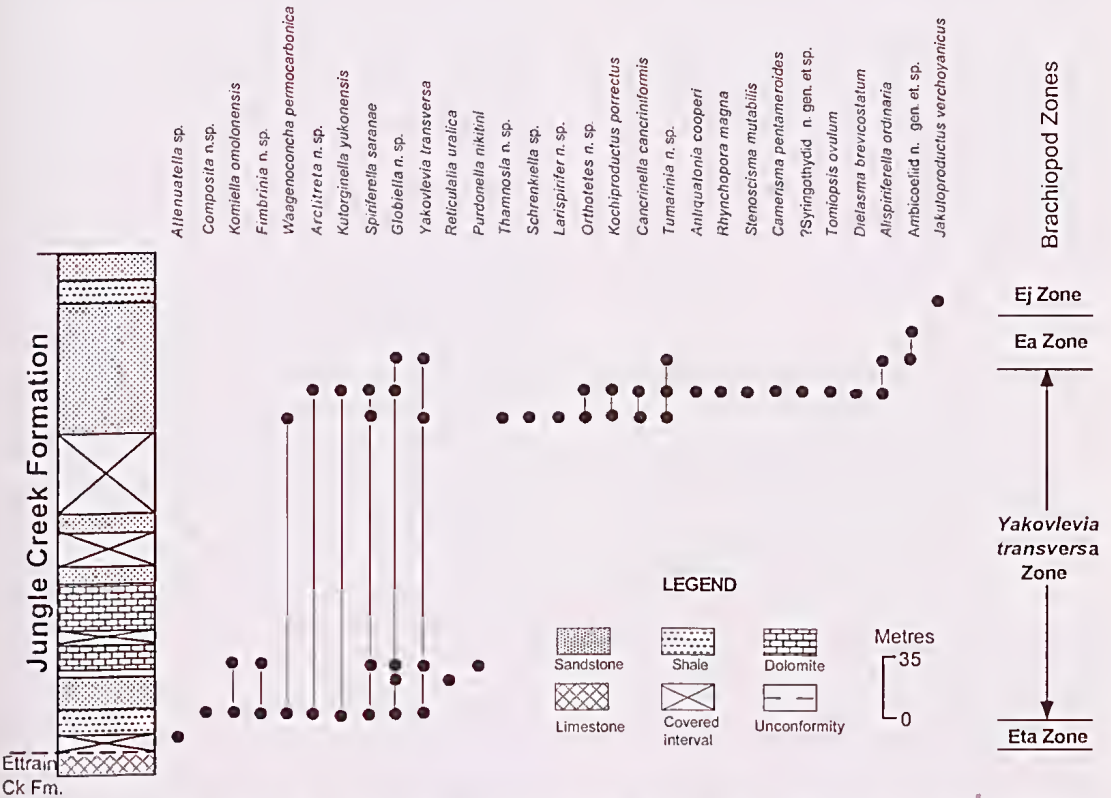 Attenuatella sp.
Composita n.sp.
Komiella omolonensis
Fimbrinia n. sp.
Waagenoconcha permocarbonica
Arclitreta n. sp.
Kutorginella yukonensis
Spiriferella saranae
Globiella n. sp.
Yakovlevia transversa
Reticulalia uralica
Purdonella nikitini
Thamnosia n. sp.
Schrenkiella sp.
Larispirifer n. sp.
Orthotetes n. sp.
Kochiproductus porrectus
Cancrinella cancriniformis
Tumarinia n. sp.
Antiquatonia cooperi
Rhynchopora magna
Stenoscisma mutabilis
Camerisma pentameroides
?Syringothydid n. gen. et sp.
Tomiopsis ovulum
Dielasma brevicostatum
Alispiriferella ordinaria
Ambicoelid n. gen. et. sp.
Jakutoproductus verchoyanicus
Brachiopod Zones
Jungle Creek Formation
Ej Zone
Ea Zone
Yakovlevia
transversa
Zone
Eta Zone
LEGEND
Sandstone
Shale
Dolomite
Limestone
Covered
interval
Unconformity
Metres
35
0
Ettrain
Ck Fm.